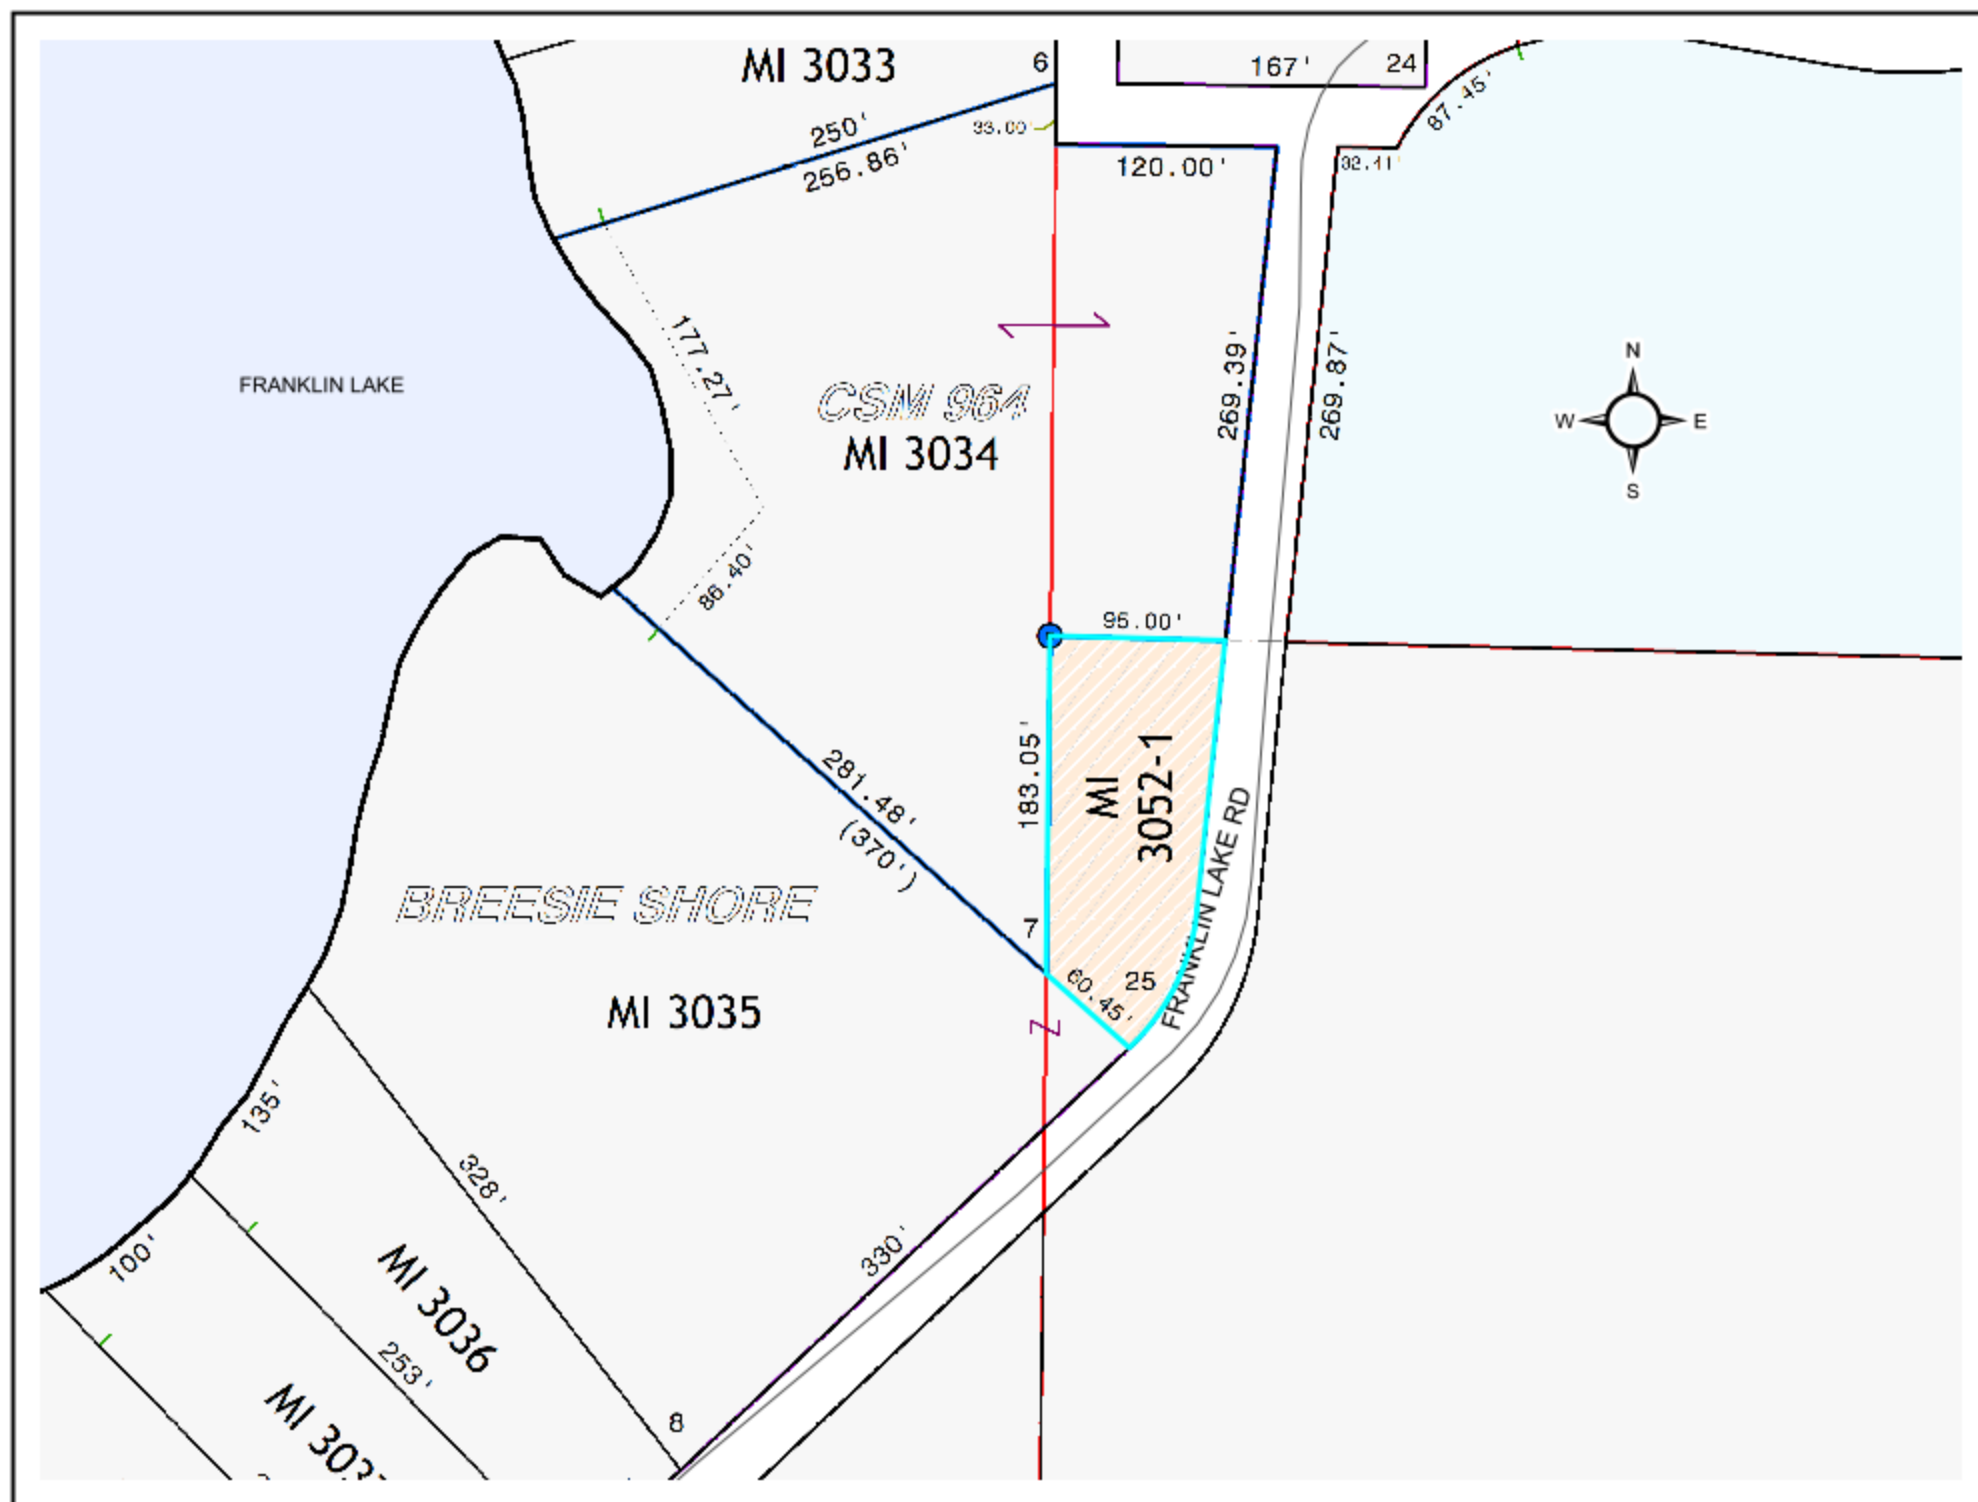 MI 3033
6
167'
24
87.45'
250'
33.00'
256.86'
120.00'
32.41'
177.27'
269.39'
269.87'
N
W
E
S
FRANKLIN LAKE
CSM 964
MI 3034
86.40'
95.00'
183.05'
MI
3052-1
281.48'
(370')
FRANKLIN LAKE RD
BREESIE SHORE
7
60.45'
25
MI 3035
135'
328'
330'
100'
MI 3036
253'
8